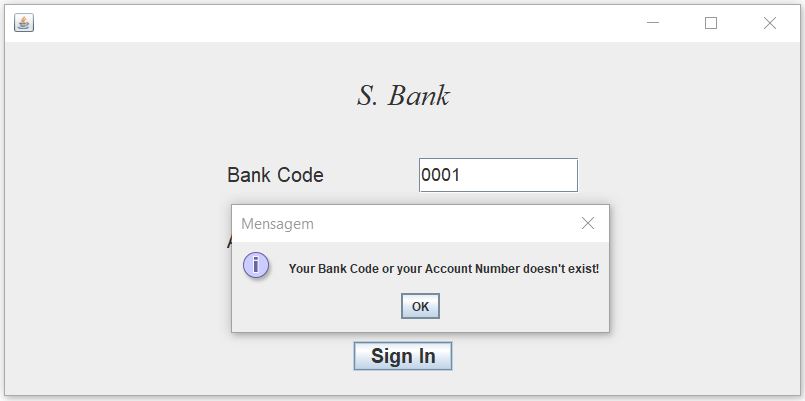 S. Bank
Bank Code
0001
Mensagem
Your Bank Code or your Account Number doesn't exist!
OK
Sign In